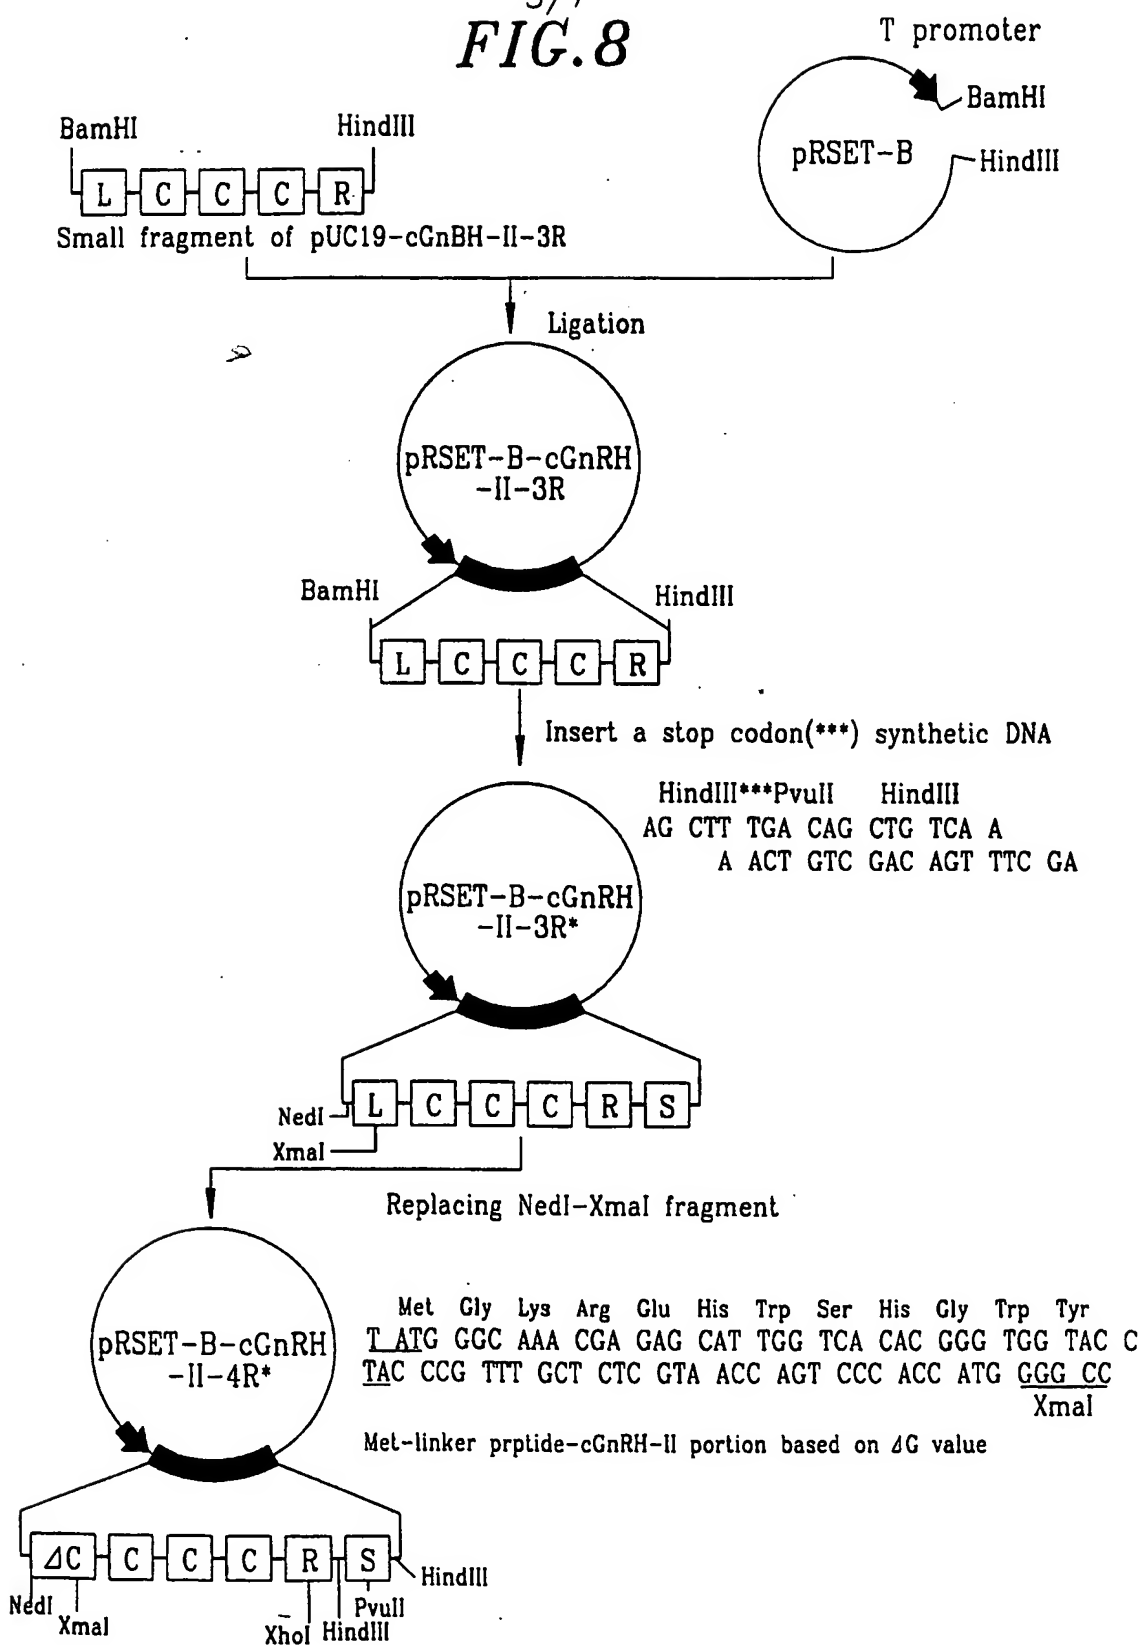 FIG.8
T promoter
BamHI
HindIII
BamHI
pRSET-B
HindIII
L C C C R
Small fragment of pUC19-cGnBH-II-3R
Ligation
pRSET-B-cGnRH
-II-3R
BamHI
HindIII
L C C C R
Insert a stop codon(***) synthetic DNA
HindIII***PvuII HindIII
AG CTT TGA CAG CTG TCA A
A ACT GTC GAC AGT TTC GA
pRSET-B-cGnRH
-II-3R*
L C C C R S
NedI
XmaI
Replacing NedI-XmaI fragment
pRSET-B-cGnRH
-II-4R*
Met Gly Lys Arg Glu His Trp Ser His Gly Trp Tyr
T ATG GGC AAA CGA GAG CAT TGG TCA CAC GGG TGG TAC C
TAC CCG TTT GCT CTC GTA ACC AGT CCC ACC ATG GGG CC
XmaI
Met-linker prptide-cGnRH-II portion based on ΔG value
ΔC C C C R S
HindIII
NedI
XmaI
XhoI
HindIII
PvuII